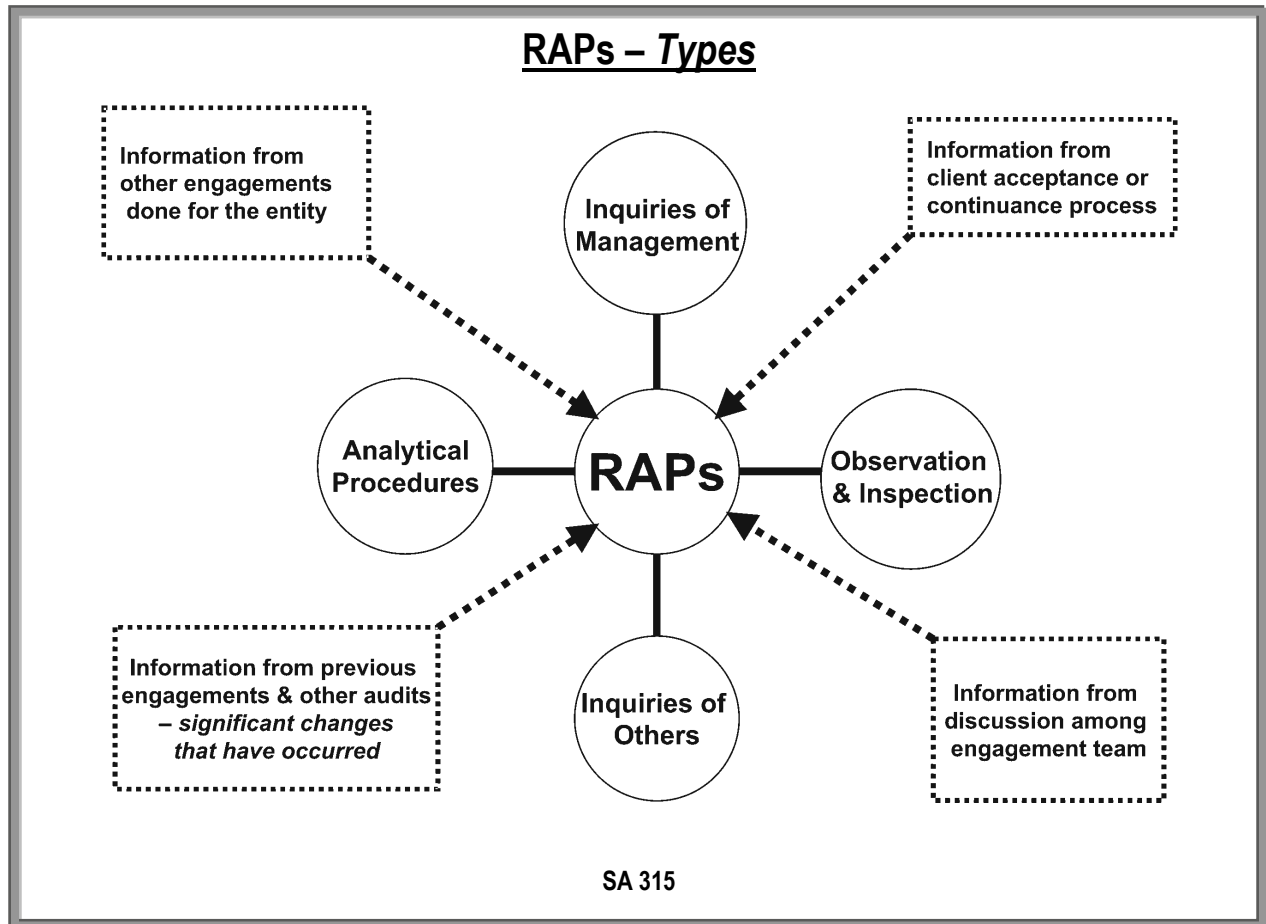 RAPs – Types
Information from
other engagements
done for the entity
Inquiries of
Management
Information from
client acceptance or
continuance process
Analytical
Procedures
RAPs
Observation
& Inspection
Information from previous
engagements & other audits
– significant changes
that have occurred
Inquiries of
Others
Information from
discussion among
engagement team
SA 315